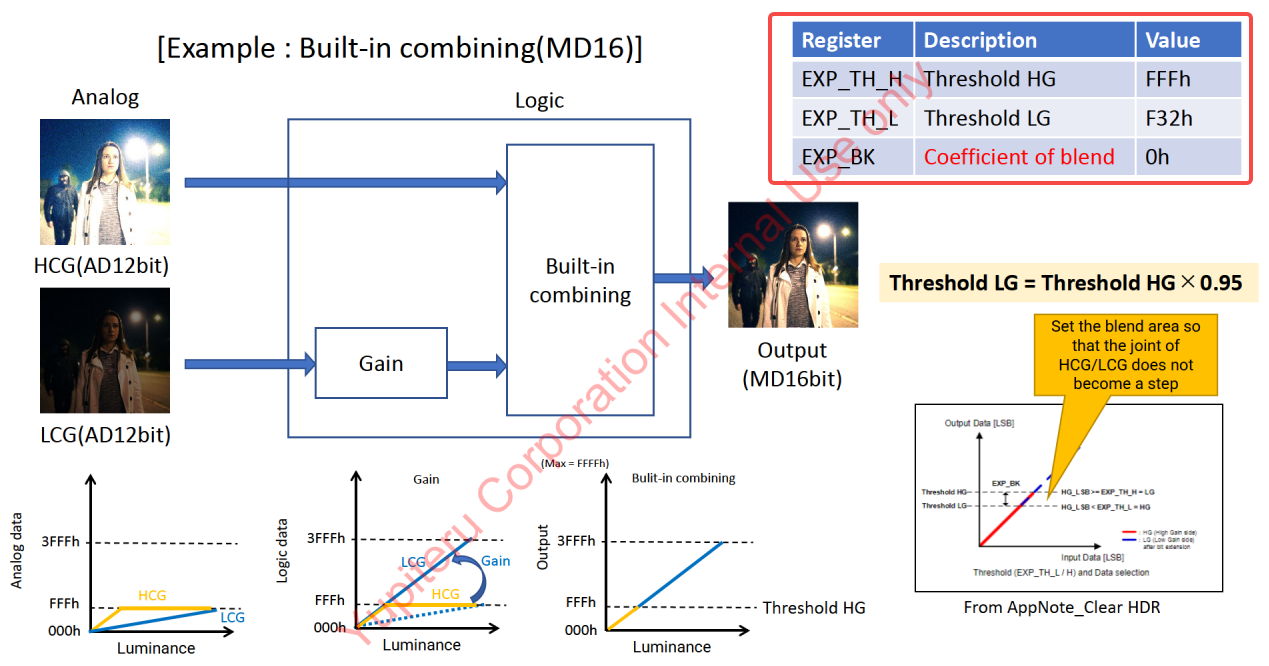 [Example : Built-in combining(MD16)]
Register Description Value
EXP_TH_H Threshold HG FFFh
EXP_TH_L Threshold LG F32h
EXP_BK Coefficient of blend 0h
Analog
Logic
HCG(AD12bit)
LCG(AD12bit)
Gain
Built-in
combining
Output
(MD16bit)
Threshold LG = Threshold HG×0.95
Set the blend area so
that the joint of
HCG/LCG does not
become a step
Output Data [LSB]
EXP_BK
Threshold HG
HG_LSB >= EXP_TH_H = LG
Threshold LG
HG_LSB < EXP_TH_L = HG
: HG (High Gain side)
: LG (Low Gain side)
after bit extension
Input Data [LSB]
Threshold (EXP_TH_L / H) and Data selection
From AppNote_Clear HDR
Analog data
3FFFh
FFFh
000h
HCG
LCG
Luminance
Gain
Logic data
3FFFh
FFFh
000h
LCG
Gain
HCG
Luminance
(Max = FFFFh)
Bulit-in combining
Output
3FFFh
FFFh
000h
Threshold HG
Luminance
Yupiteru Corporation Internal Use only